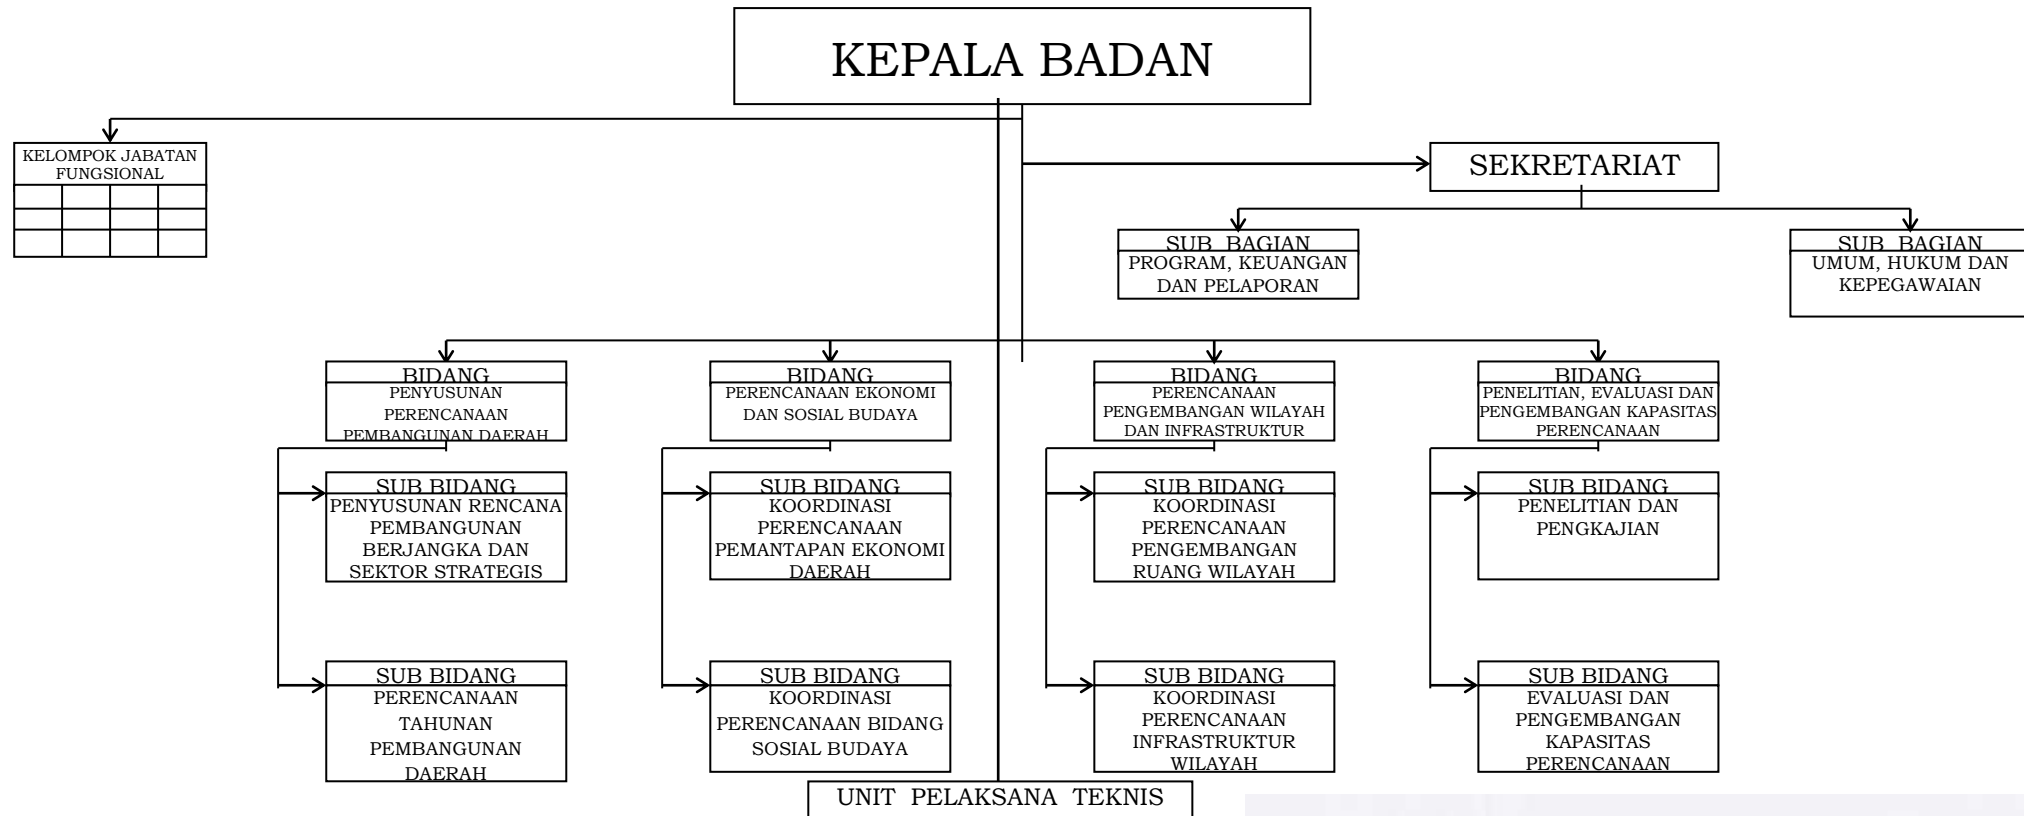 KEPALA BADAN
KELOMPOK JABATAN
FUNGSIONAL
SEKRETARIAT
SUB BAGIAN
PROGRAM, KEUANGAN
DAN PELAPORAN
SUB BAGIAN
UMUM, HUKUM DAN
KEPEGAWAIAN
BIDANG
PENYUSUNAN
PERENCANAAN
PEMBANGUNAN DAERAH
BIDANG
PERENCANAAN EKONOMI
DAN SOSIAL BUDAYA
BIDANG
PERENCANAAN
PENGEMBANGAN WILAYAH
DAN INFRASTRUKTUR
BIDANG
PENELITIAN, EVALUASI DAN
PENGEMBANGAN KAPASITAS
PERENCANAAN
SUB BIDANG
PENYUSUNAN RENCANA
PEMBANGUNAN
BERJANGKA DAN
SEKTOR STRATEGIS
SUB BIDANG
KOORDINASI
PERENCANAAN
PEMANTAPAN EKONOMI
DAERAH
SUB BIDANG
KOORDINASI
PERENCANAAN
PENGEMBANGAN
RUANG WILAYAH
SUB BIDANG
PENELITIAN DAN
PENGKAJIAN
SUB BIDANG
PERENCANAAN
TAHUNAN
PEMBANGUNAN
DAERAH
SUB BIDANG
KOORDINASI
PERENCANAAN BIDANG
SOSIAL BUDAYA
SUB BIDANG
KOORDINASI
PERENCANAAN
INFRASTRUKTUR
WILAYAH
SUB BIDANG
EVALUASI DAN
PENGEMBANGAN
KAPASITAS
PERENCANAAN
UNIT PELAKSANA TEKNIS